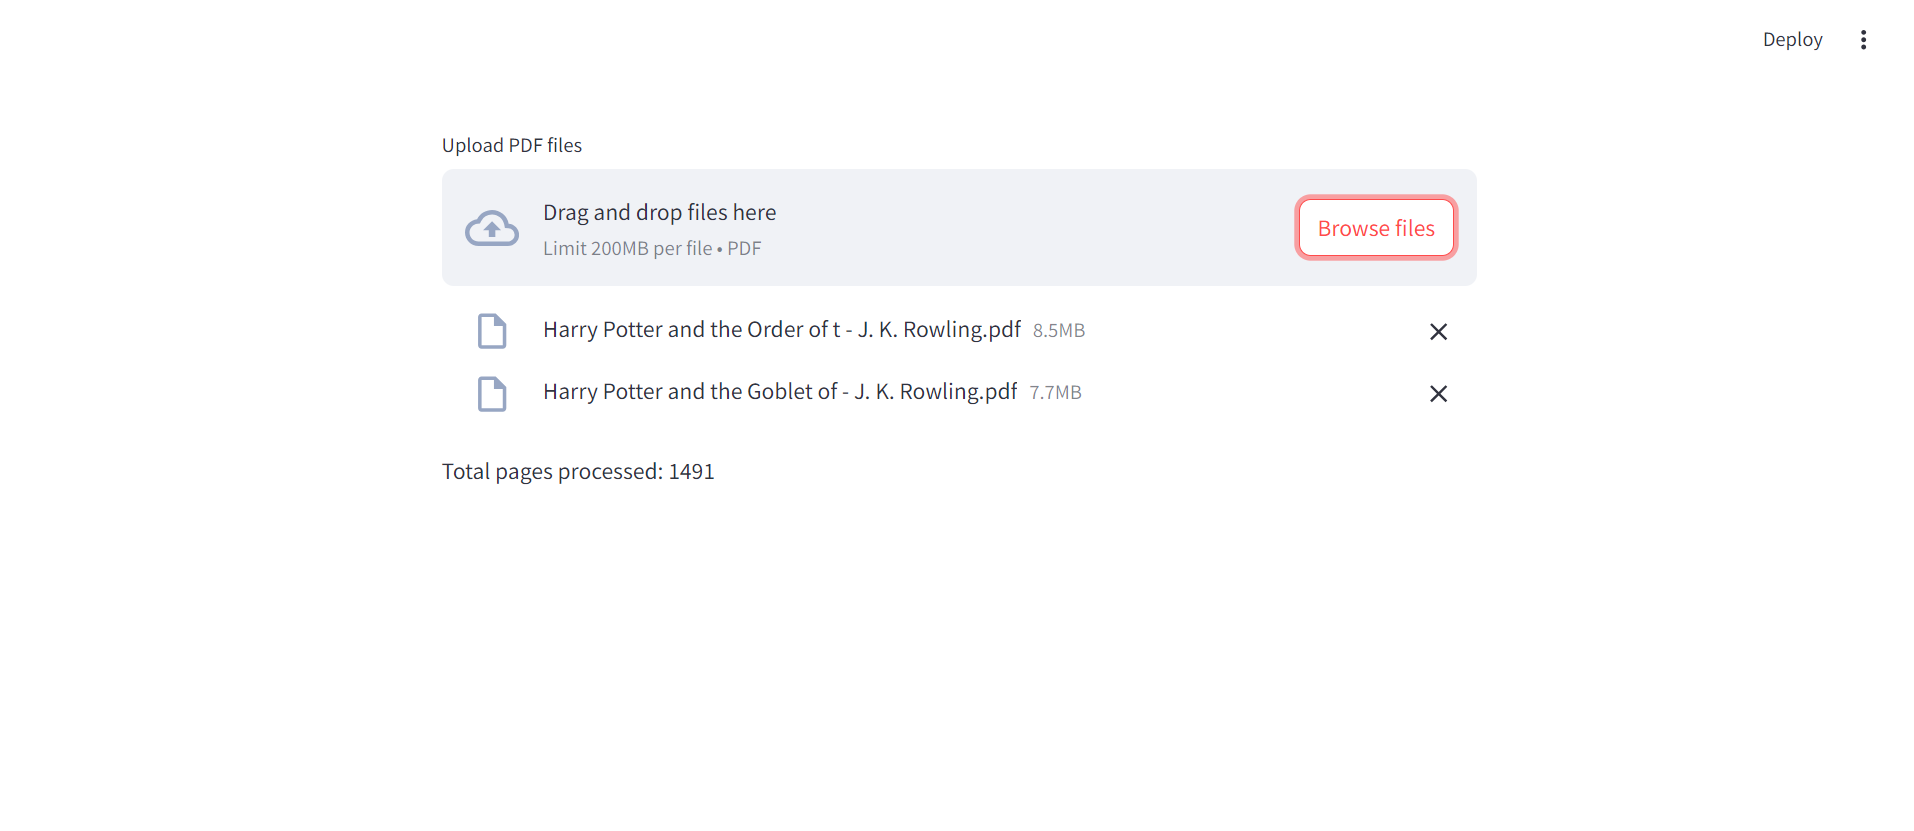 Deploy
Upload PDF files
Drag and drop files here
Limit 200MB per file • PDF
Browse files
Harry Potter and the Order of t - J. K. Rowling.pdf 8.5MB
Harry Potter and the Goblet of - J. K. Rowling.pdf 7.7MB
Total pages processed: 1491